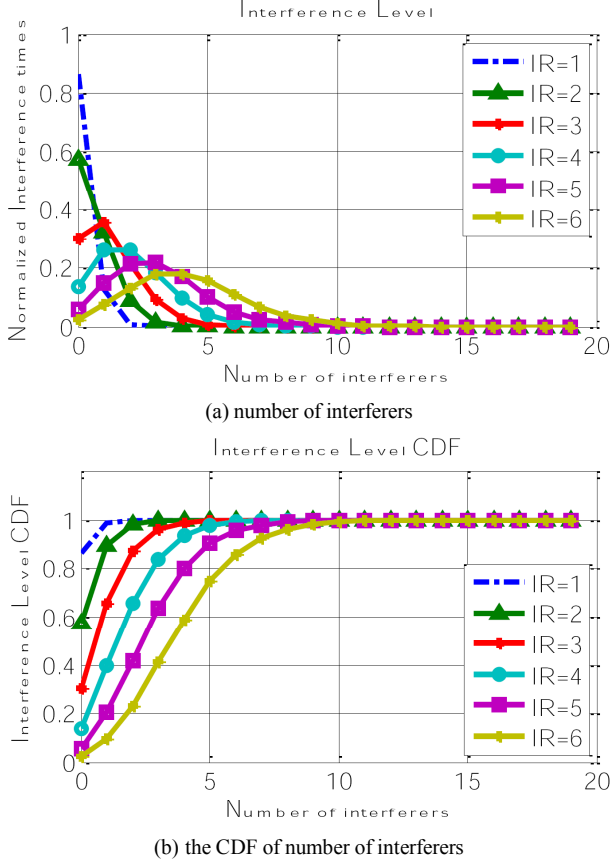 Interference Level
Normalized Interference times
1
0.8
0.6
0.4
0.2
0
IR=1
IR=2
IR=3
IR=4
IR=5
IR=6
0 5 10 15 20
Number of interferers
(a) number of interferers
Interference Level CDF
Interference Level CDF
1
0.8
0.6
0.4
0.2
0
IR=1
IR=2
IR=3
IR=4
IR=5
IR=6
0 5 10 15 20
Number of interferers
(b) the CDF of number of interferers